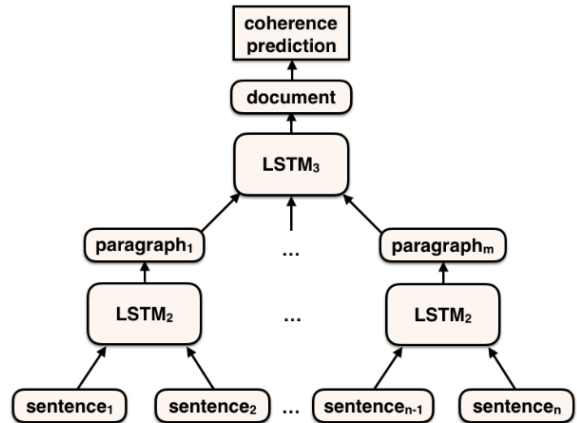 coherence
prediction
document
LSTM₃
paragraph₁ ... paragraphₘ
LSTM₂ ... LSTM₂
sentence₁ sentence₂ ... sentenceₙ₋₁ sentenceₙ